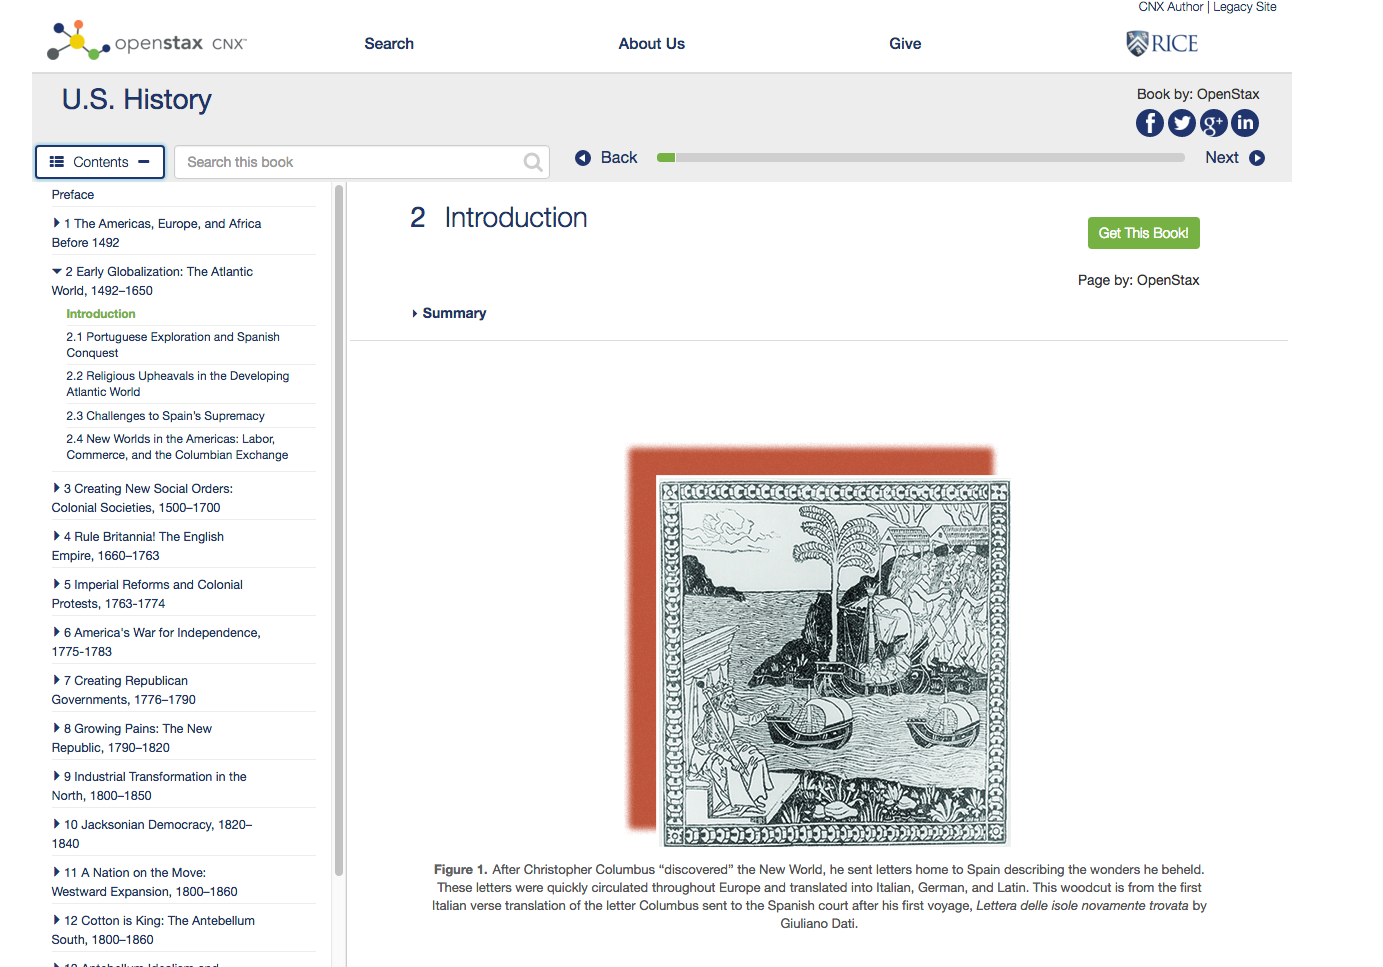 CNX Author | Legacy Site
openstax CNX™
Search
About Us
Give
RICE
U.S. History
Book by: OpenStax
Contents
Search this book
Back
Next
Preface
1 The Americas, Europe, and Africa
Before 1492
2 Early Globalization: The Atlantic
World, 1492–1650
Introduction
2.1 Portuguese Exploration and Spanish
Conquest
2.2 Religious Upheavals in the Developing
Atlantic World
2.3 Challenges to Spain's Supremacy
2.4 New Worlds in the Americas: Labor,
Commerce, and the Columbian Exchange
3 Creating New Social Orders:
Colonial Societies, 1500–1700
4 Rule Britannia! The English
Empire, 1660–1763
5 Imperial Reforms and Colonial
Protests, 1763-1774
6 America's War for Independence,
1775-1783
7 Creating Republican
Governments, 1776–1790
8 Growing Pains: The New
Republic, 1790–1820
9 Industrial Transformation in the
North, 1800–1850
10 Jacksonian Democracy, 1820–
1840
11 A Nation on the Move:
Westward Expansion, 1800–1860
12 Cotton is King: The Antebellum
South, 1800–1860
2 Introduction
Get This Book!
Page by: OpenStax
Summary
Figure 1. After Christopher Columbus “discovered” the New World, he sent letters home to Spain describing the wonders he beheld.
These letters were quickly circulated throughout Europe and translated into Italian, German, and Latin. This woodcut is from the first
Italian verse translation of the letter Columbus sent to the Spanish court after his first voyage, Lettera delle isole novamente trovata by
Giuliano Dati.